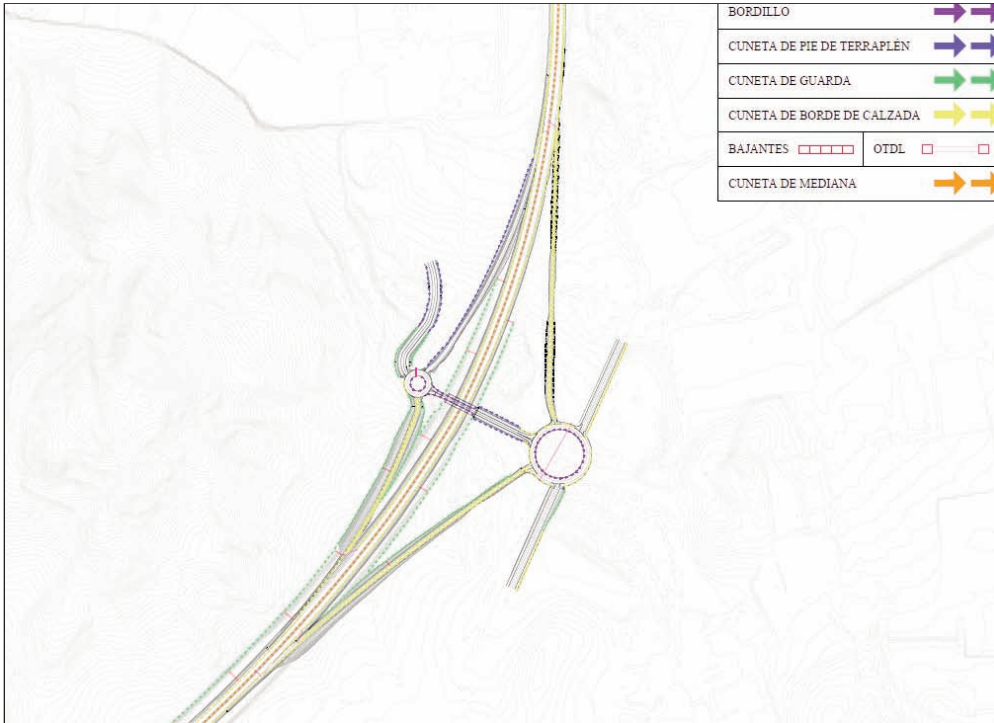 BORDILLO
CUNETA DE PIE DE TERRAPLÉN
CUNETA DE GUARDA
CUNETA DE BORDE DE CALZADA
BAJANTES OTDL
CUNETA DE MEDIANA